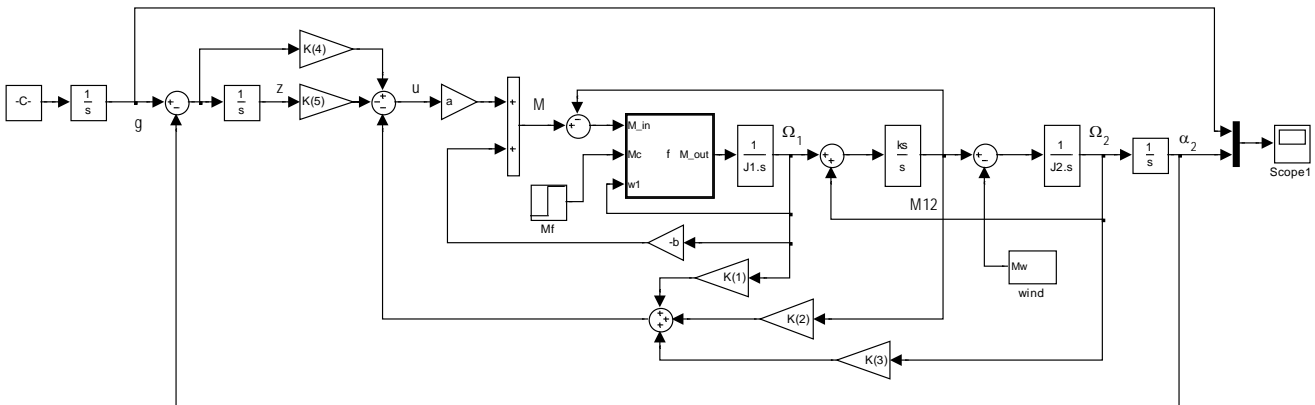 K(4)
-C-
1
s
g
+
−
1
s
z
K(5)
−
−
−
u
a
+
+
M
+
−
M_in
Mc
w1
f
M_out
Mf
1
J1.s
Ω1
+
+
ks
s
M12
+
−
1
J2.s
Ω2
1
s
α2
Scope1
-b
K(1)
Mw
wind
+
+
+
K(2)
K(3)